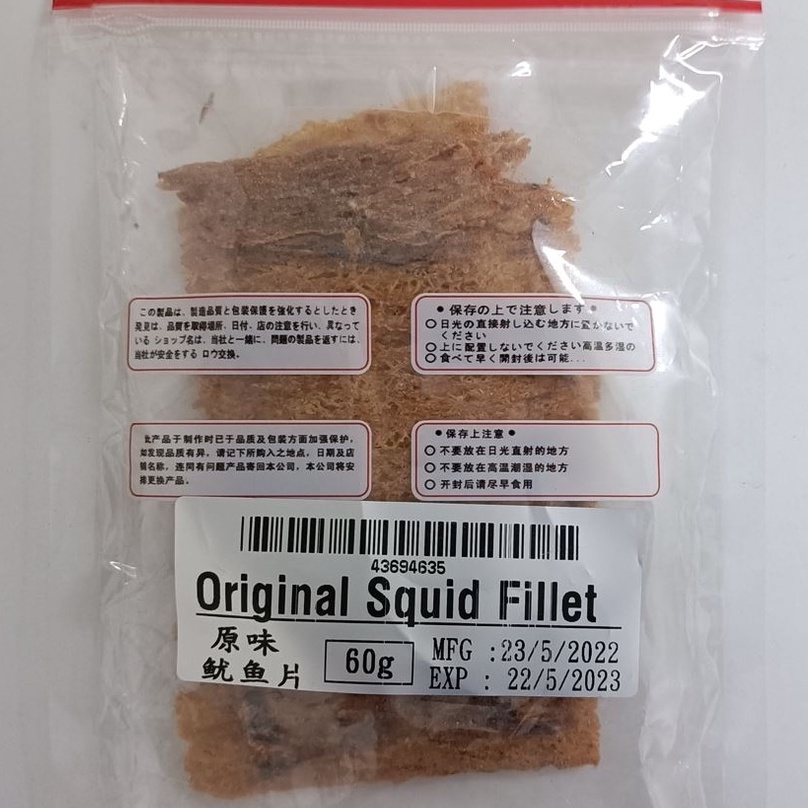 この製品は、製造品質と包装保護を強化するとしたとき
発見は、品質を取得場所、日付、店の注意を行い、異なって
いる ショップ名は、当社と一緒に、問題の製品を返すには、
当社が安全をする ロウ交換。
● 保存の上で注意します ●
○ 日光の直接射し込む地方に置かないで
ください
○ 上に配置しないでください高温多湿の
○ 食べて早く開封後は可能...
此产品于制作时已于品质及包装方面加强保护，
如发现品质有异，请记下所购入之地点，日期及店
铺名称，连同有问题产品寄回本公司，本公司将安
排更换产品。
● 保存上注意 ●
○ 不要放在日光直射的地方
○ 不要放在高温潮湿的地方
○ 开封后请尽早食用
43694635
Original Squid Fillet
原味
鱿鱼片
60g
MFG :23/5/2022
EXP : 22/5/2023